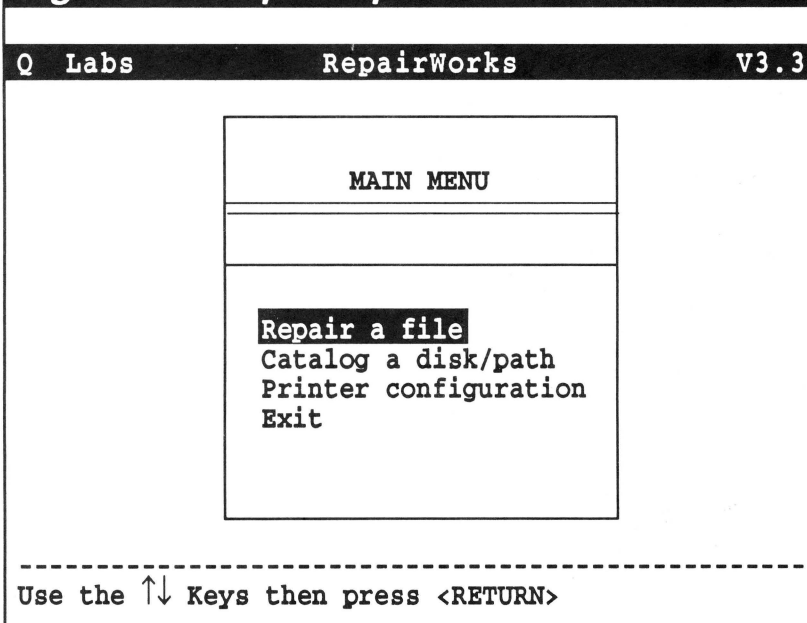 Q Labs RepairWorks V3.3
MAIN MENU
Repair a file
Catalog a disk/path
Printer configuration
Exit
Use the ↑↓ Keys then press <RETURN>